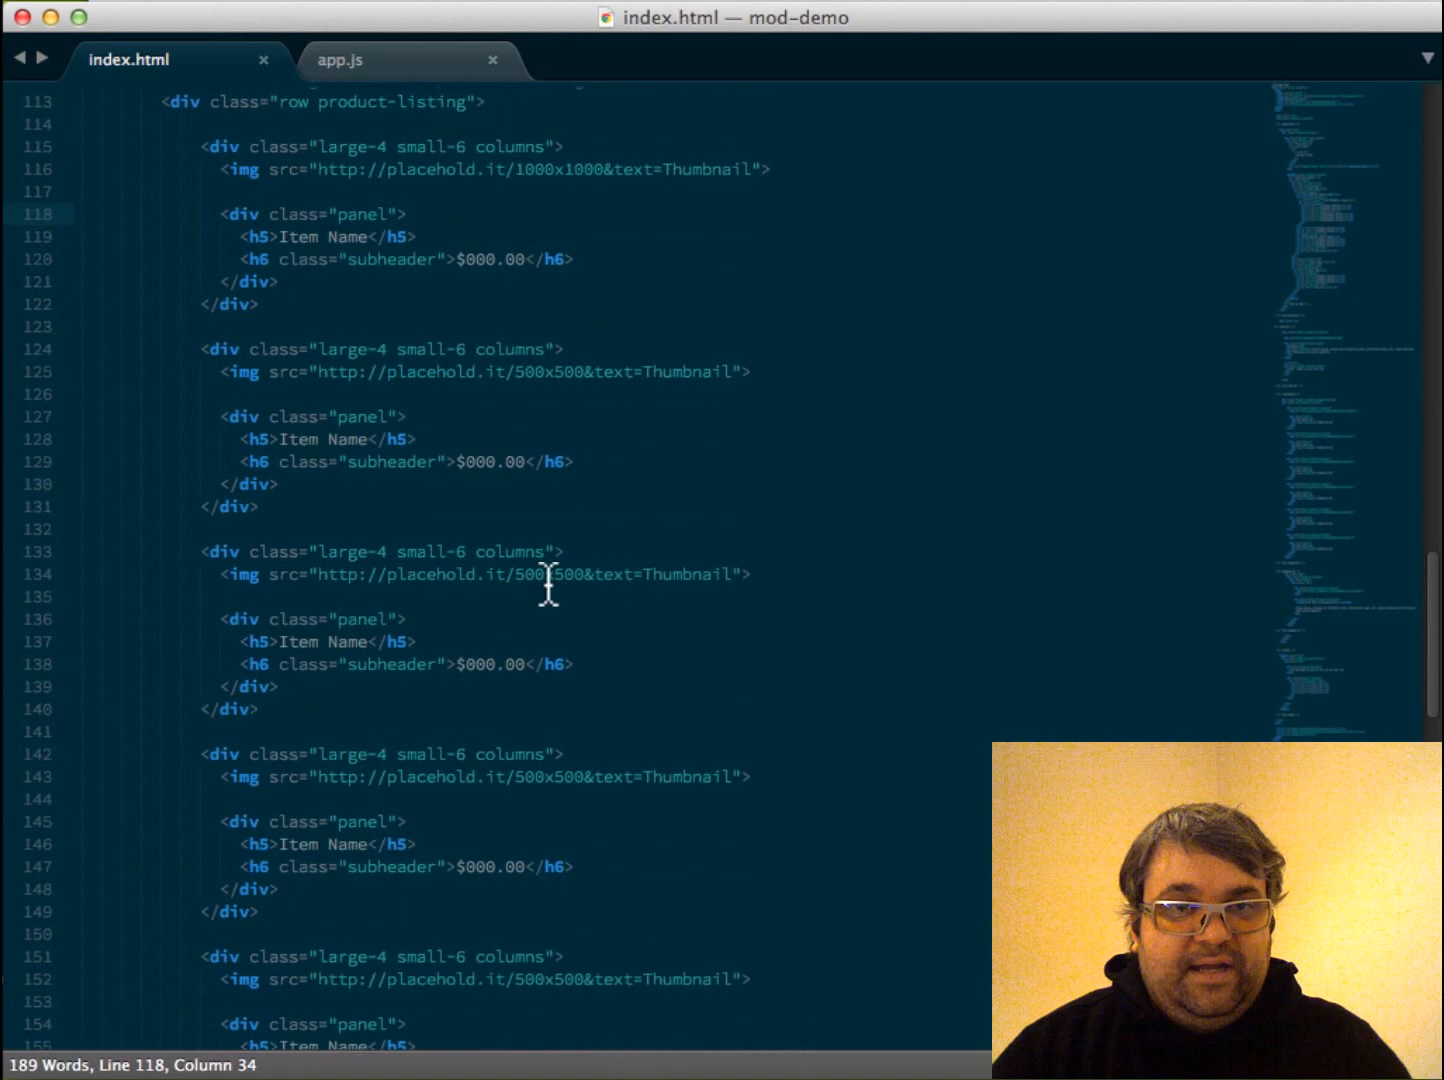 index.html — mod-demo
index.html
app.js
113 <div class="row product-listing">
114
115 <div class="large-4 small-6 columns">
116 <img src="http://placehold.it/1000x1000&text=Thumbnail">
117
118 <div class="panel">
119 <h5>Item Name</h5>
120 <h6 class="subheader">$000.00</h6>
121 </div>
122 </div>
123
124 <div class="large-4 small-6 columns">
125 <img src="http://placehold.it/500x500&text=Thumbnail">
126
127 <div class="panel">
128 <h5>Item Name</h5>
129 <h6 class="subheader">$000.00</h6>
130 </div>
131 </div>
132
133 <div class="large-4 small-6 columns">
134 <img src="http://placehold.it/500x500&text=Thumbnail">
135
136 <div class="panel">
137 <h5>Item Name</h5>
138 <h6 class="subheader">$000.00</h6>
139 </div>
140 </div>
141
142 <div class="large-4 small-6 columns">
143 <img src="http://placehold.it/500x500&text=Thumbnail">
144
145 <div class="panel">
146 <h5>Item Name</h5>
147 <h6 class="subheader">$000.00</h6>
148 </div>
149 </div>
150
151 <div class="large-4 small-6 columns">
152 <img src="http://placehold.it/500x500&text=Thumbnail">
153
154 <div class="panel">
155 <h5>Item Name</h5>
189 Words, Line 118, Column 34